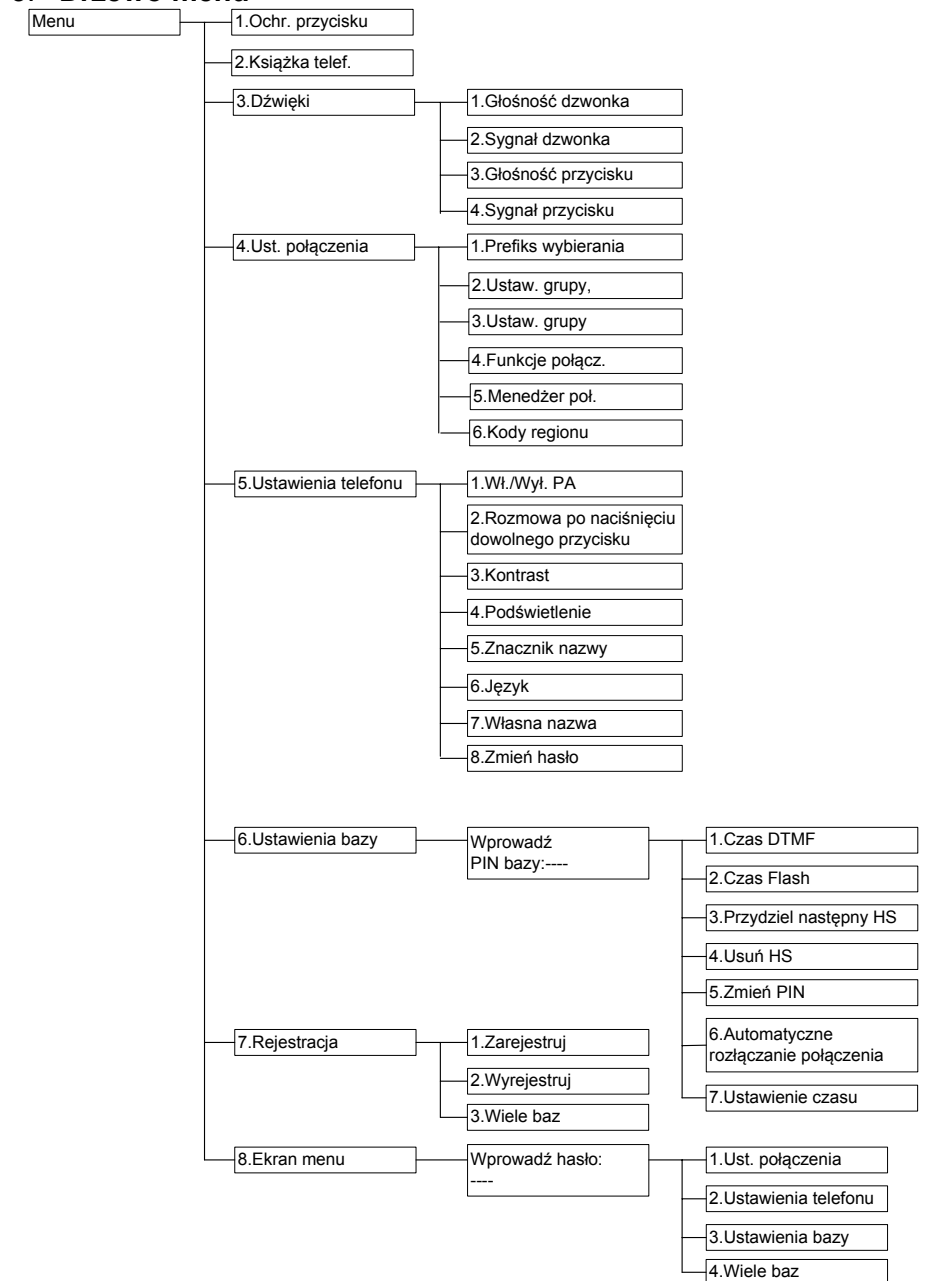 Drzewo menu
Menu
1.Ochr. przycisku
2.Książka telef.
3.Dźwięki
1.Głośność dzwonka
2.Sygnał dzwonka
3.Głośność przycisku
4.Sygnał przycisku
4.Ust. połączenia
1.Prefiks wybierania
2.Ustaw. grupy,
3.Ustaw. grupy
4.Funkcje połącz.
5.Menedżer poł.
6.Kody regionu
5.Ustawienia telefonu
1.Wł./Wył. PA
2.Rozmowa po naciśnięciu
dowolnego przycisku
3.Kontrast
4.Podświetlenie
5.Znacznik nazwy
6.Język
7.Własna nazwa
8.Zmień hasło
6.Ustawienia bazy
Wprowadź
PIN bazy:----
1.Czas DTMF
2.Czas Flash
3.Przydziel następny HS
4.Usuń HS
5.Zmień PIN
6.Automatyczne
rozłączanie połączenia
7.Ustawienie czasu
7.Rejestracja
1.Zarejestruj
2.Wyrejestruj
3.Wiele baz
8.Ekran menu
Wprowadź hasło:
----
1.Ust. połączenia
2.Ustawienia telefonu
3.Ustawienia bazy
4.Wiele baz